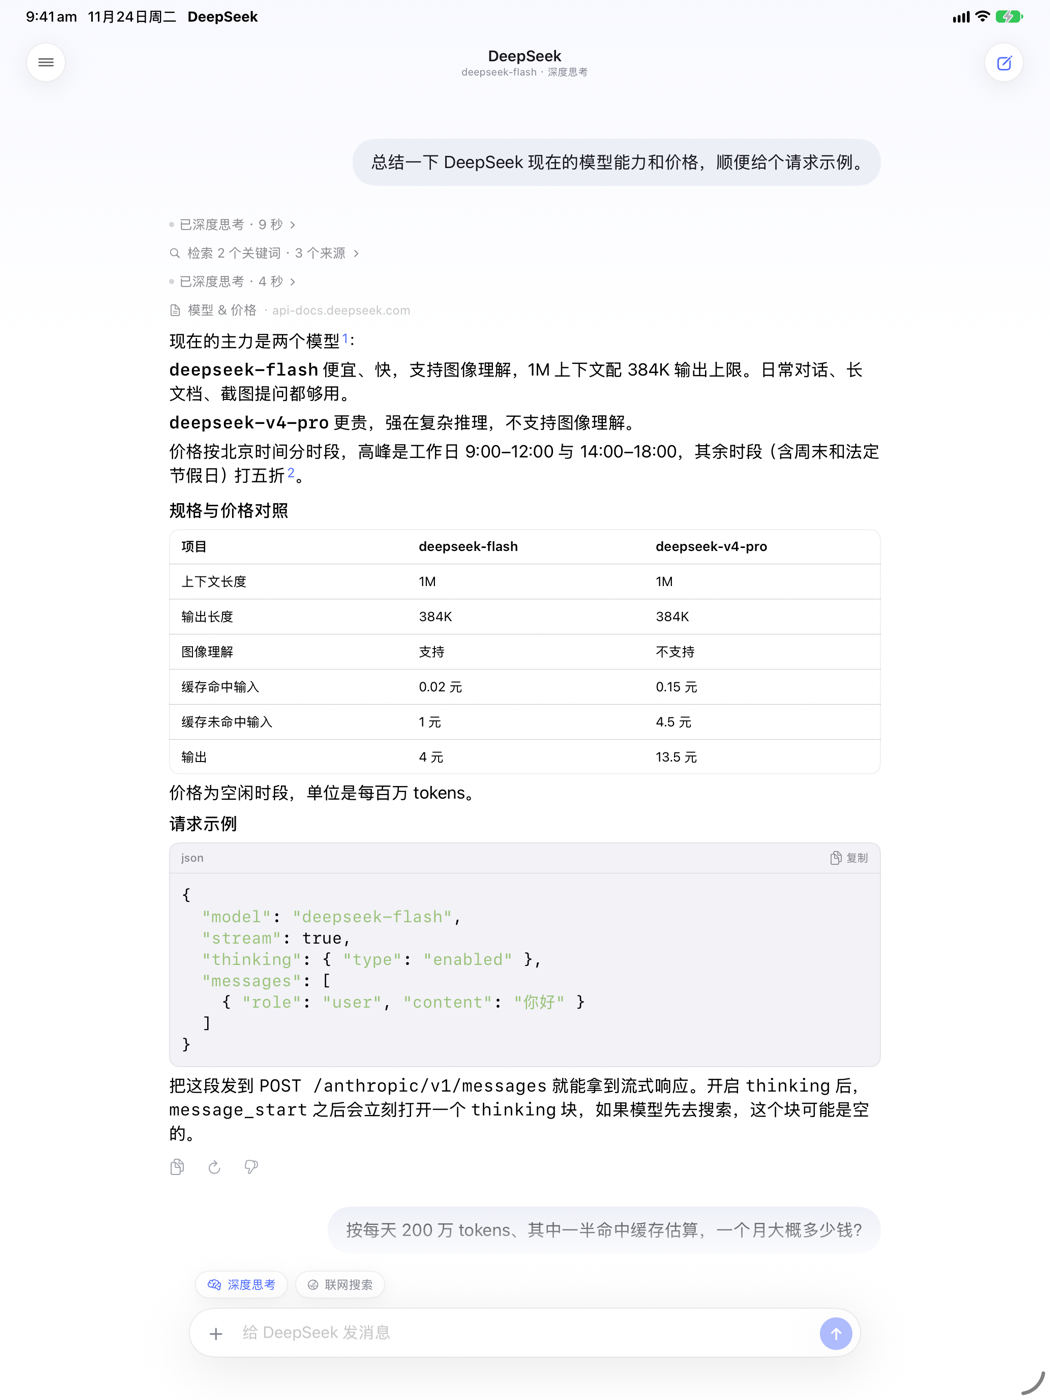 9:41 am 11月24日周二 DeepSeek
DeepSeek
deepseek-flash · 深度思考
总结一下 DeepSeek 现在的模型能力和价格，顺便给个请求示例。
已深度思考 · 9 秒
检索 2 个关键词 · 3 个来源
已深度思考 · 4 秒
模型 & 价格 · api-docs.deepseek.com
现在的主力是两个模型1：
deepseek-flash 便宜、快，支持图像理解，1M 上下文配 384K 输出上限。日常对话、长
文档、截图提问都够用。
deepseek-v4-pro 更贵，强在复杂推理，不支持图像理解。
价格按北京时间分时段，高峰是工作日 9:00–12:00 与 14:00–18:00，其余时段（含周末和法定
节假日）打五折2。
规格与价格对照
项目 deepseek-flash deepseek-v4-pro
上下文长度 1M 1M
输出长度 384K 384K
图像理解 支持 不支持
缓存命中输入 0.02 元 0.15 元
缓存未命中输入 1 元 4.5 元
输出 4 元 13.5 元
价格为空闲时段，单位是每百万 tokens。
请求示例
json 复制
{
"model": "deepseek-flash",
"stream": true,
"thinking": { "type": "enabled" },
"messages": [
{ "role": "user", "content": "你好" }
]
}
把这段发到 POST /anthropic/v1/messages 就能拿到流式响应。开启 thinking 后，
message_start 之后会立刻打开一个 thinking 块，如果模型先去搜索，这个块可能是空
的。
按每天 200 万 tokens、其中一半命中缓存估算，一个月大概多少钱？
深度思考 联网搜索
给 DeepSeek 发消息